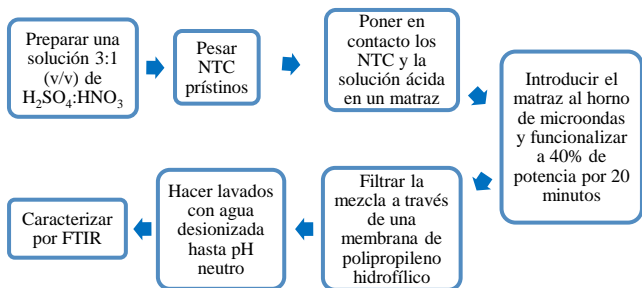 Preparar una
solución 3:1
(v/v) de
H₂SO₄:HNO₃
Pesar
NTC
prístinos
Poner en
contacto los
NTC y la
solución ácida
en un matraz
Introducir el
matraz al horno
de microondas
y funcionalizar
a 40% de
potencia por 20
minutos
Filtrar la
mezcla a través
de una
membrana de
polipropileno
hidrofílico
Hacer lavados
con agua
desionizada
hasta pH
neutro
Caracterizar
por FTIR